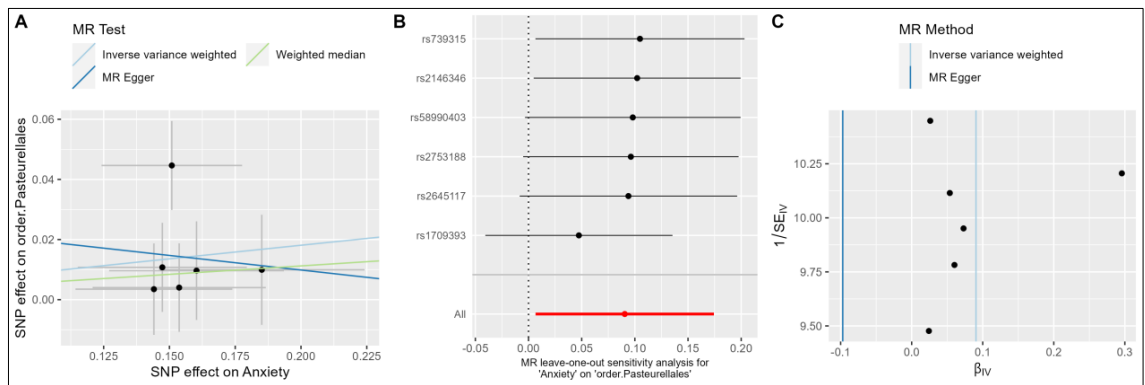 A
MR Test
Inverse variance weighted
Weighted median
MR Egger
0.06
0.04
0.02
0.00
SNP effect on order.Pasteurellales
0.125
0.150
0.175
0.200
0.225
SNP effect on Anxiety
B
rs739315
rs2146346
rs58990403
rs2753188
rs2645117
rs1709393
All
-0.05
0.00
0.05
0.10
0.15
0.20
MR leave-one-out sensitivity analysis for
'Anxiety' on 'order.Pasteurellales'
C
MR Method
Inverse variance weighted
MR Egger
10.25
10.00
9.75
9.50
1/SE_IV
-0.1
0.0
0.1
0.2
0.3
β_IV